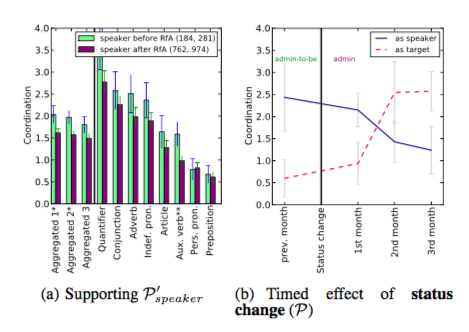 speaker before RfA (184, 281)
speaker after RfA (762, 974)
Coordination
4.0
3.5
3.0
2.5
2.0
1.5
1.0
0.5
0.0
Aggregated 1*
Aggregated 2*
Aggregated 3
Quantifier
Conjunction
Adverb
Indef. pron.
Article
Aux. verb**
Pers. pron.
Preposition
(a) Supporting P′speaker
as speaker
as target
admin-to-be
admin
Coordination
4.0
3.5
3.0
2.5
2.0
1.5
1.0
0.5
0.0
prev. month
Status change
1st month
2nd month
3rd month
(b) Timed effect of status
change (P)